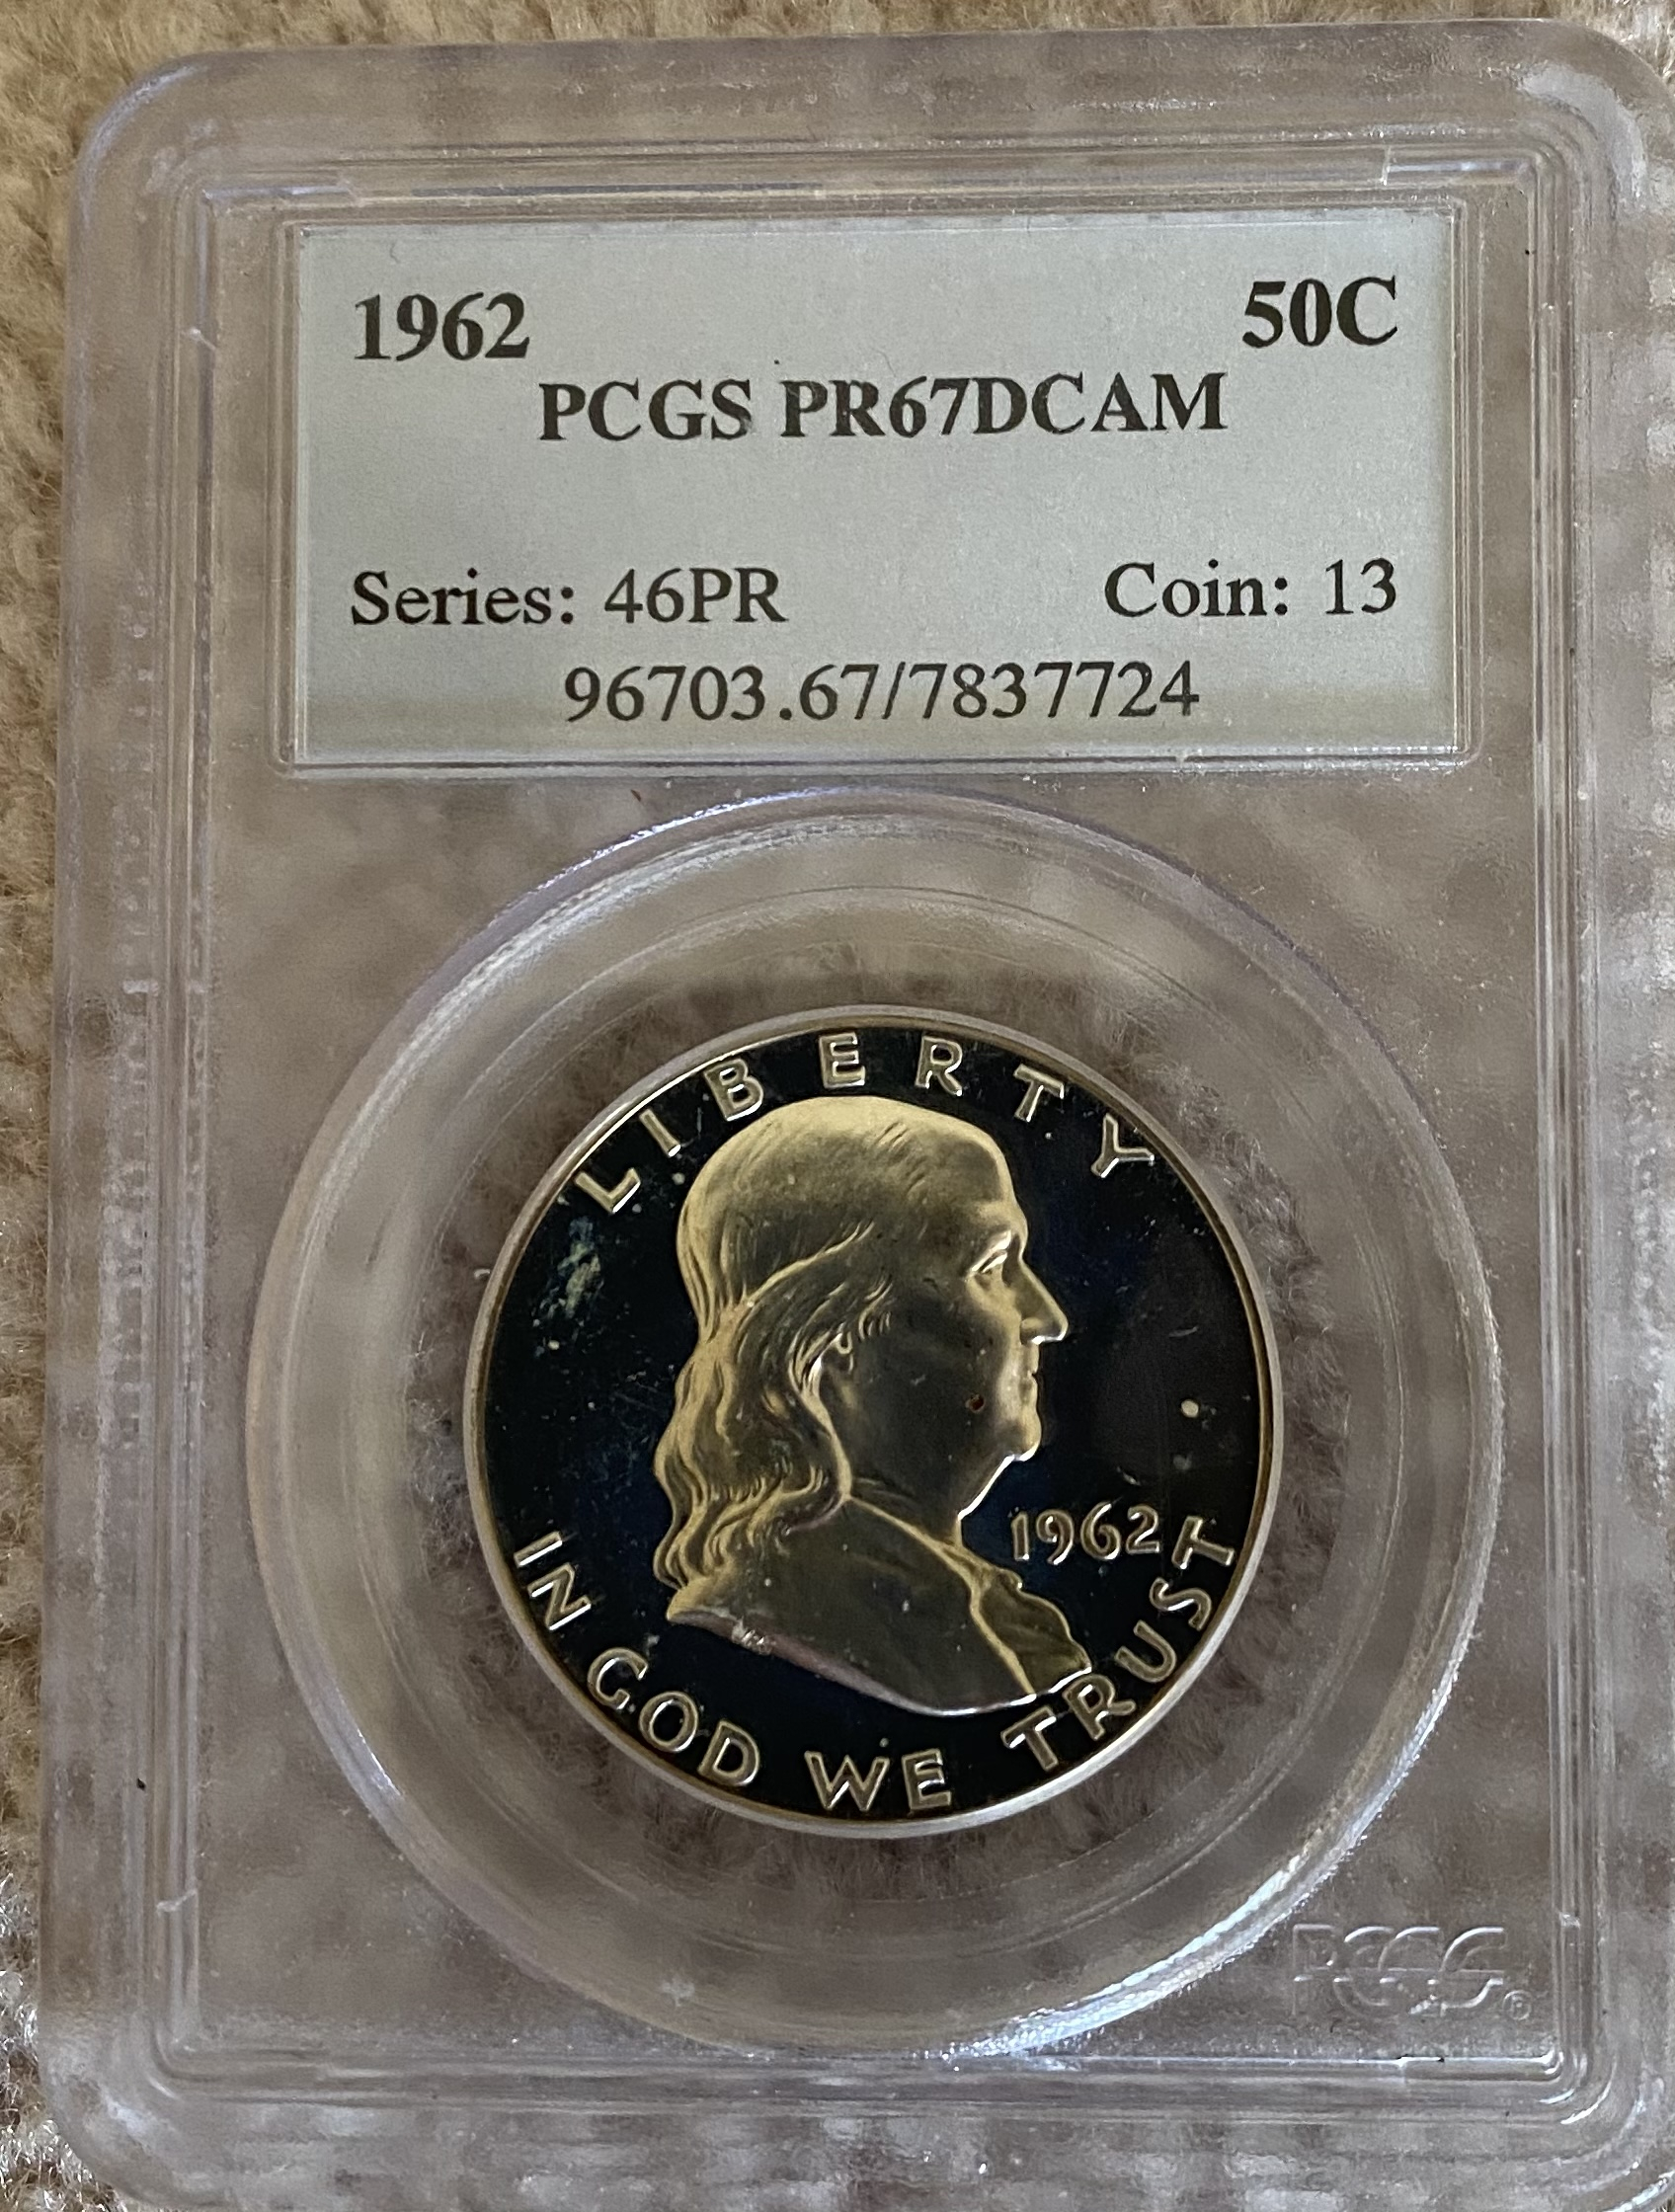 1962 50C
PCGS PR67DCAM
Series: 46PR Coin: 13
96703.67/7837724
LIBERTY
1962
IN GOD WE TRUST
PCGS®